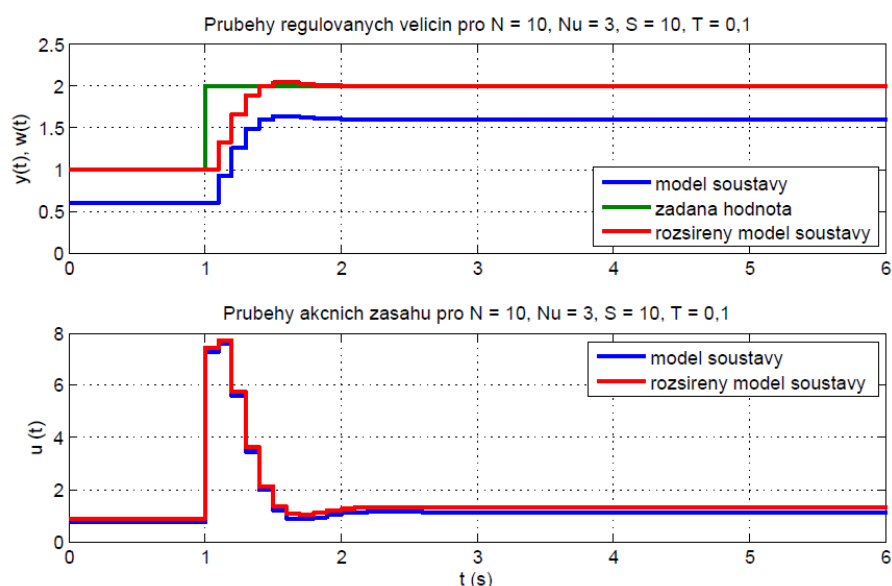 Prubehy regulovanych velicin pro N = 10, Nu = 3, S = 10, T = 0,1
y(t), w(t)
2.5
2
1.5
1
0.5
0
0 1 2 3 4 5 6
model soustavy
zadana hodnota
rozsireny model soustavy
Prubehy akcnich zasahu pro N = 10, Nu = 3, S = 10, T = 0,1
u (t)
8
6
4
2
0
0 1 2 3 4 5 6
model soustavy
rozsireny model soustavy
t (s)